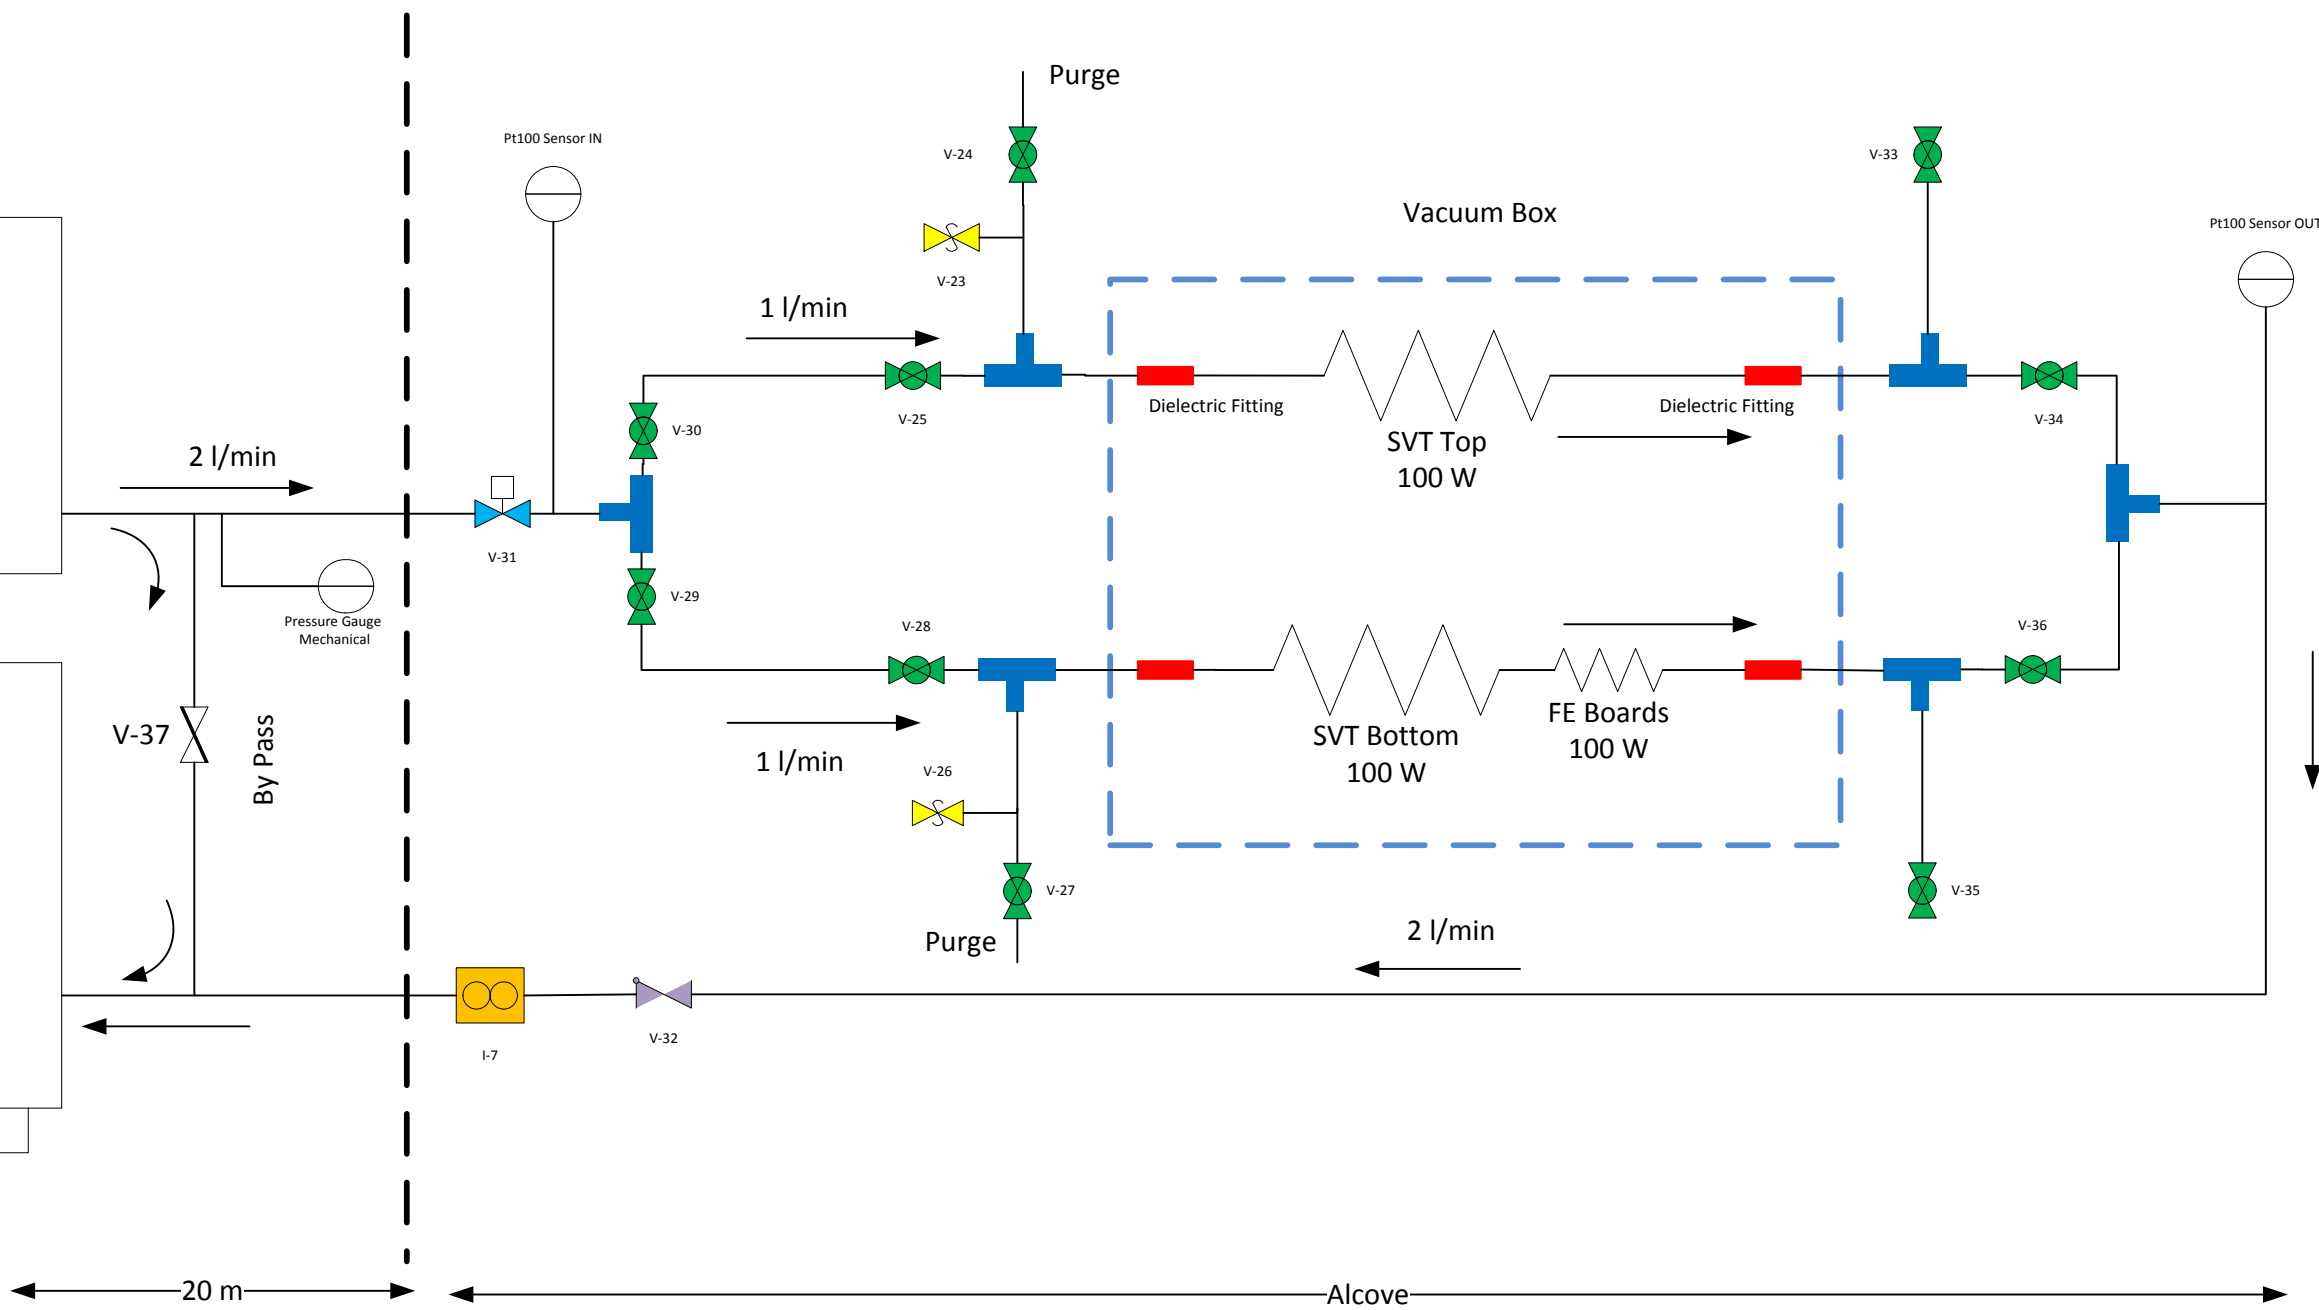 Purge
Pt100 Sensor IN
V-24
V-33
Vacuum Box
Pt100 Sensor OUT
V-23
1 l/min
Dielectric Fitting
Dielectric Fitting
V-25
V-34
V-30
SVT Top
100 W
2 l/min
V-31
V-29
Pressure Gauge
Mechanical
V-28
V-36
FE Boards
100 W
SVT Bottom
100 W
V-37
By Pass
1 l/min
V-26
V-27
V-35
Purge
2 l/min
I-7
V-32
20 m
Alcove